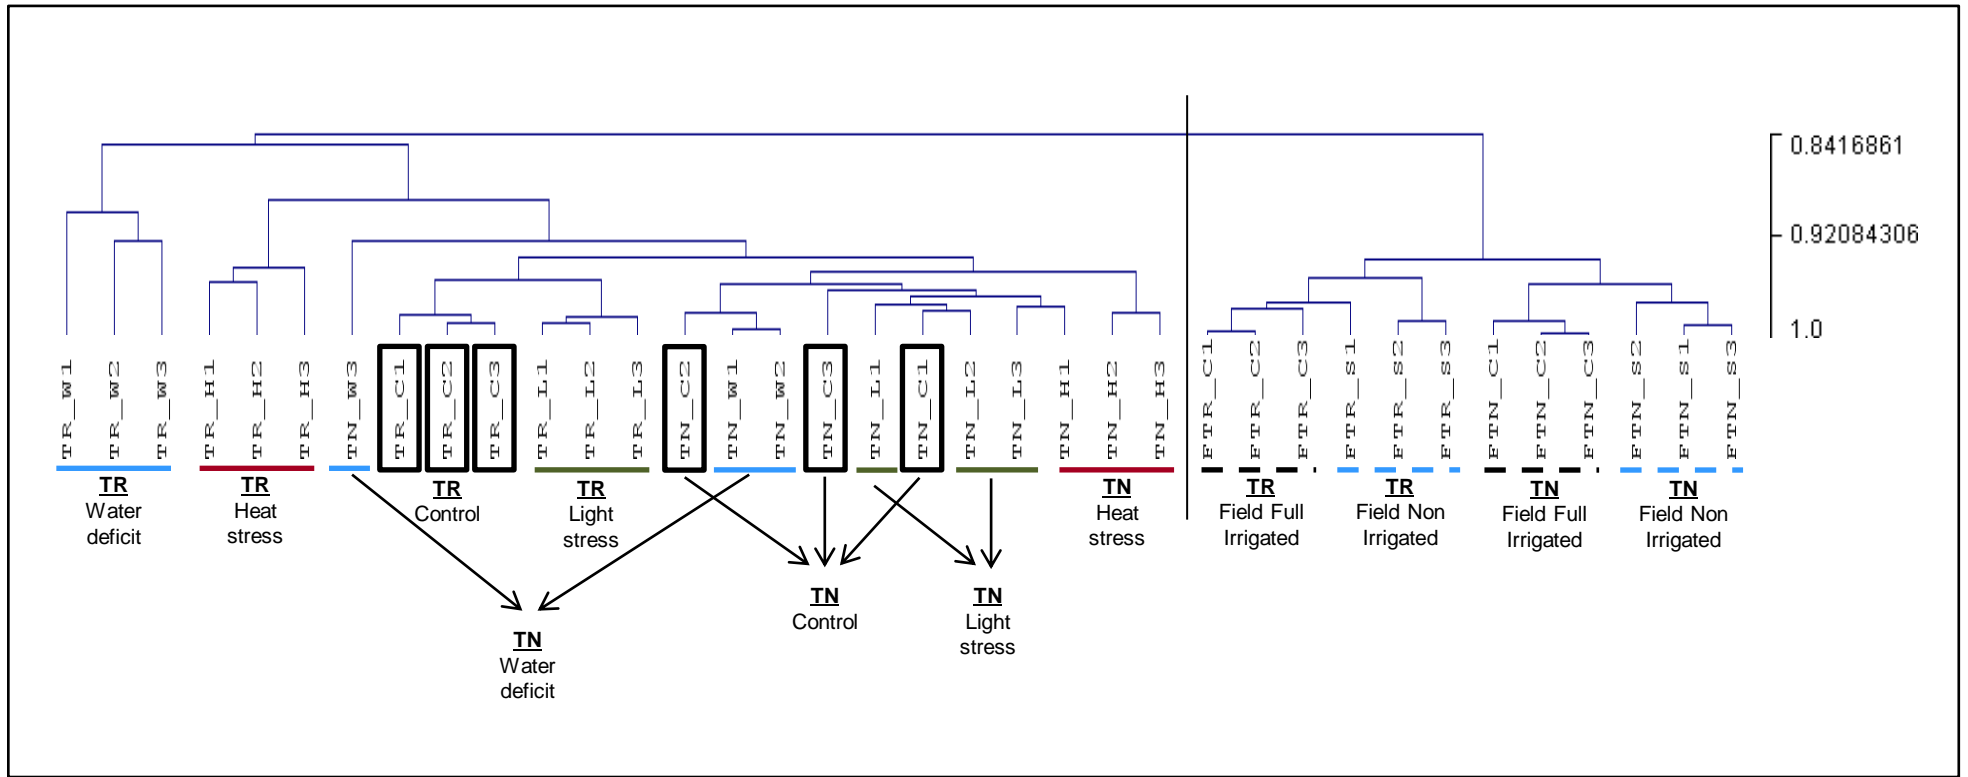 0.8416861
0.92084306
1.0
TR_W1
TR_W2
TR_W3
TR_H1
TR_H2
TR_H3
TN_W3
TR_C1
TR_C2
TR_C3
TR_L1
TR_L2
TR_L3
TN_C2
TN_W1
TN_W2
TN_C3
TN_L1
TN_C1
TN_L2
TN_L3
TN_H1
TN_H2
TN_H3
FTR_C1
FTR_C2
FTR_C3
FTR_S1
FTR_S2
FTR_S3
FTN_C1
FTN_C2
FTN_C3
FTN_S2
FTN_S1
FTN_S3
TR
Water
deficit
TR
Heat
stress
TR
Control
TR
Light
stress
TN
Heat
stress
TR
Field Full
Irrigated
TR
Field Non
Irrigated
TN
Field Full
Irrigated
TN
Field Non
Irrigated
TN
Water
deficit
TN
Control
TN
Light
stress